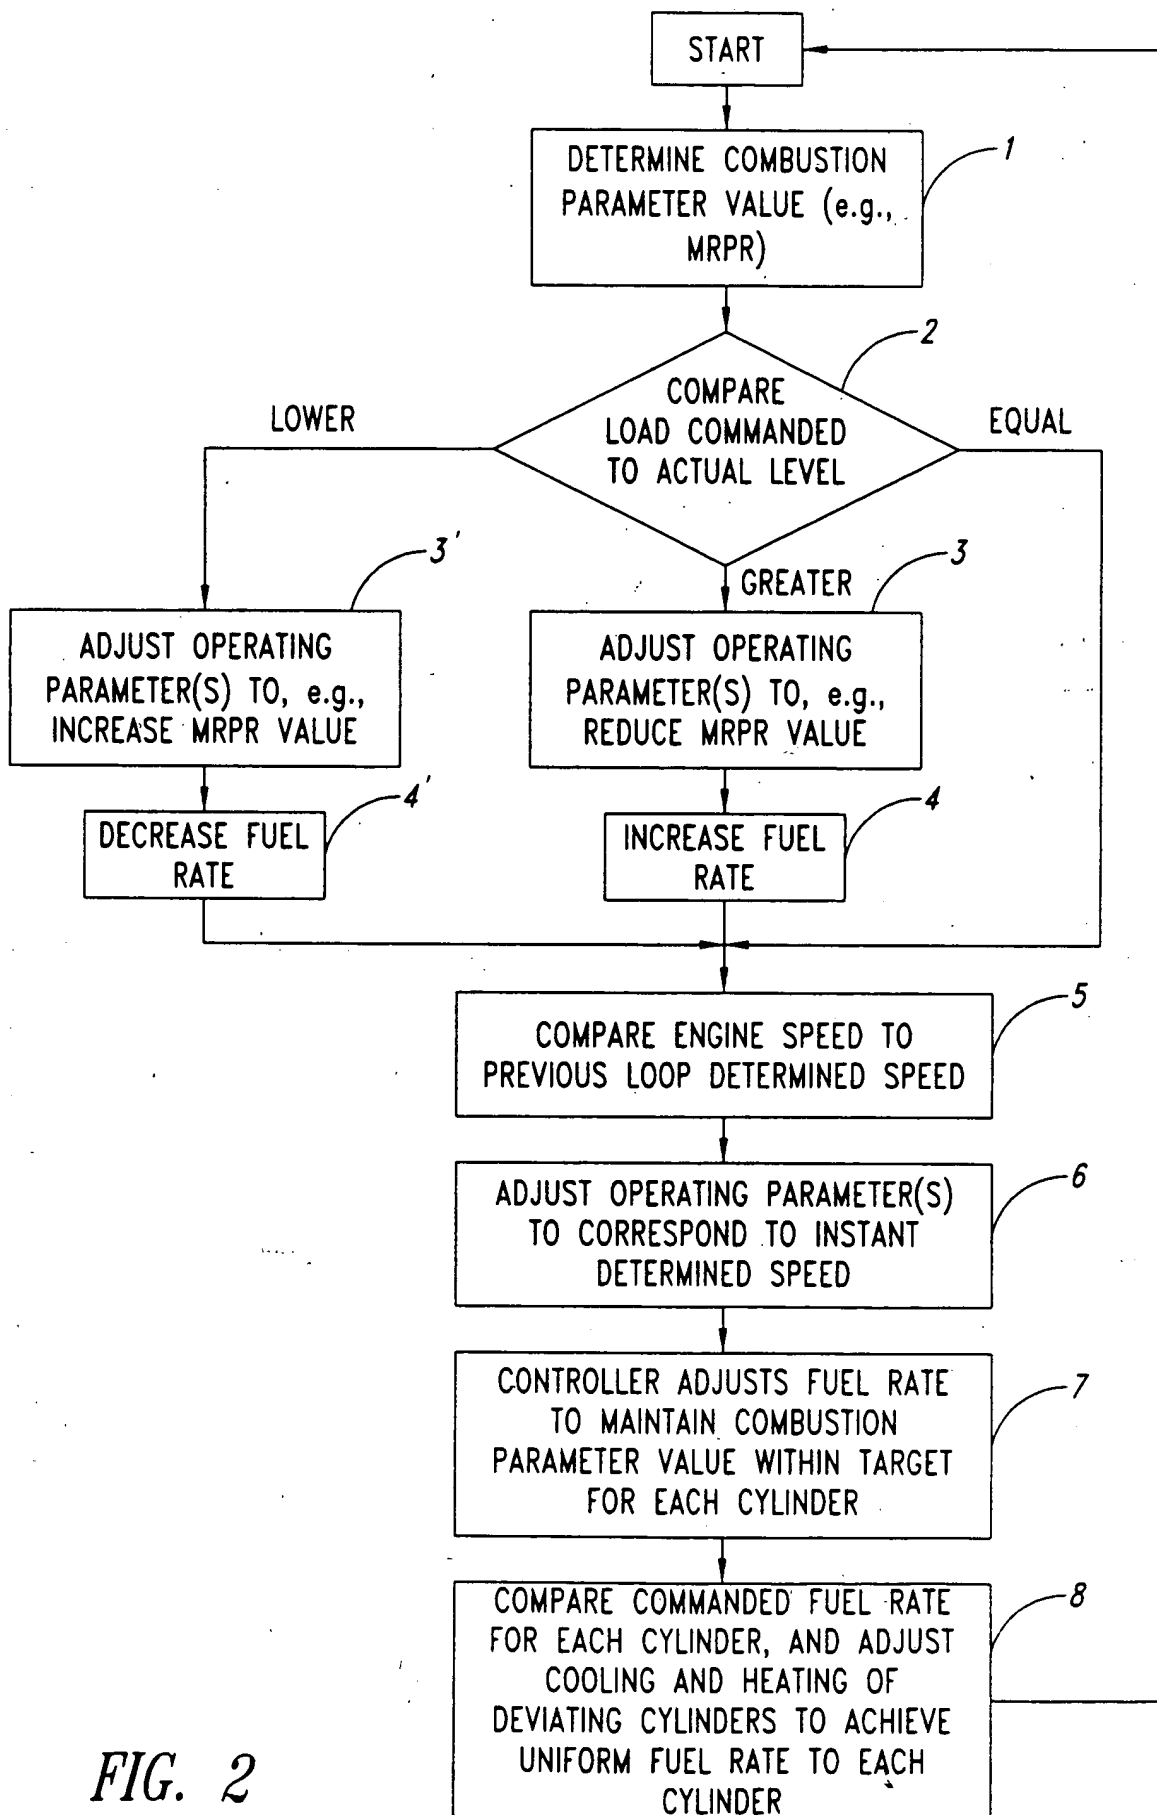 START
DETERMINE COMBUSTION
PARAMETER VALUE (e.g.,
MRPR)
1
2
COMPARE
LOAD COMMANDED
TO ACTUAL LEVEL
LOWER
EQUAL
GREATER
3'
ADJUST OPERATING
PARAMETER(S) TO, e.g.,
INCREASE MRPR VALUE
3
ADJUST OPERATING
PARAMETER(S) TO, e.g.,
REDUCE MRPR VALUE
4'
DECREASE FUEL
RATE
4
INCREASE FUEL
RATE
5
COMPARE ENGINE SPEED TO
PREVIOUS LOOP DETERMINED SPEED
6
ADJUST OPERATING PARAMETER(S)
TO CORRESPOND TO INSTANT
DETERMINED SPEED
7
CONTROLLER ADJUSTS FUEL RATE
TO MAINTAIN COMBUSTION
PARAMETER VALUE WITHIN TARGET
FOR EACH CYLINDER
8
COMPARE COMMANDED FUEL RATE
FOR EACH CYLINDER, AND ADJUST
COOLING AND HEATING OF
DEVIATING CYLINDERS TO ACHIEVE
UNIFORM FUEL RATE TO EACH
CYLINDER
FIG. 2